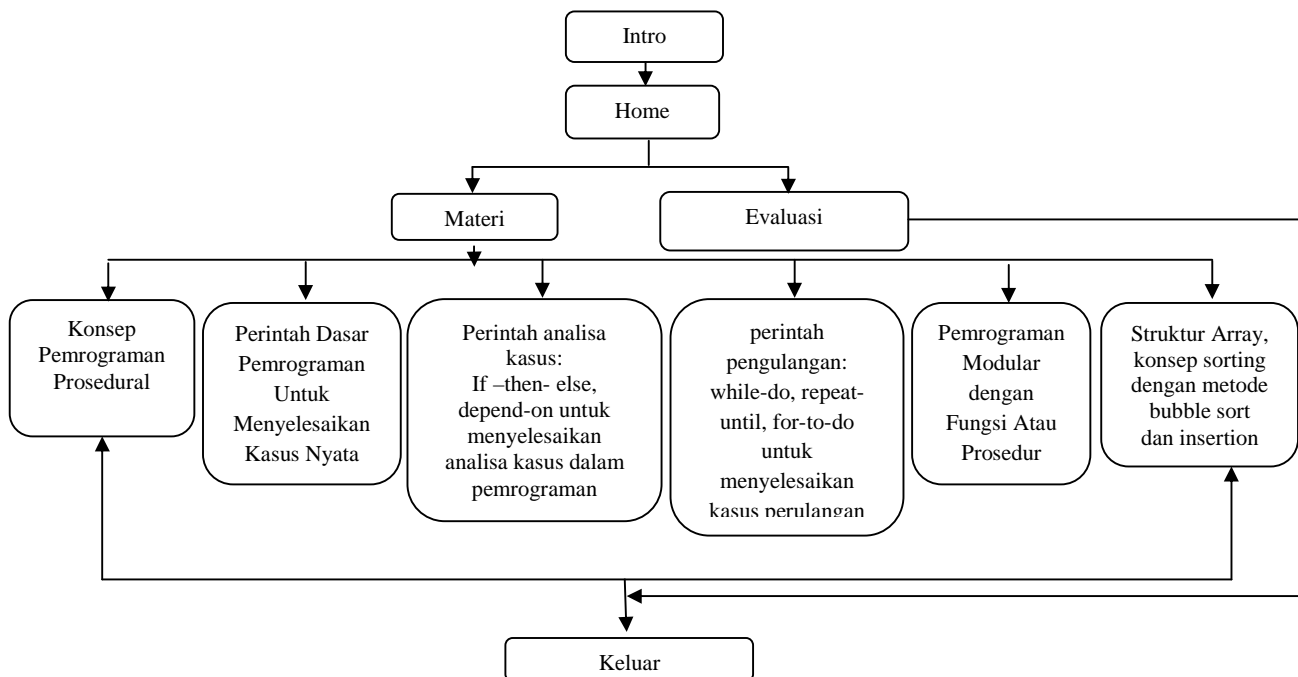 Intro
Home
Materi
Evaluasi
Konsep
Pemrograman
Prosedural
Perintah Dasar
Pemrograman
Untuk
Menyelesaikan
Kasus Nyata
Perintah analisa
kasus:
If –then- else,
depend-on untuk
menyelesaikan
analisa kasus dalam
pemrograman
perintah
pengulangan:
while-do, repeat-
until, for-to-do
untuk
menyelesaikan
kasus perulangan
Pemrograman
Modular
dengan
Fungsi Atau
Prosedur
Struktur Array,
konsep sorting
dengan metode
bubble sort
dan insertion
Keluar